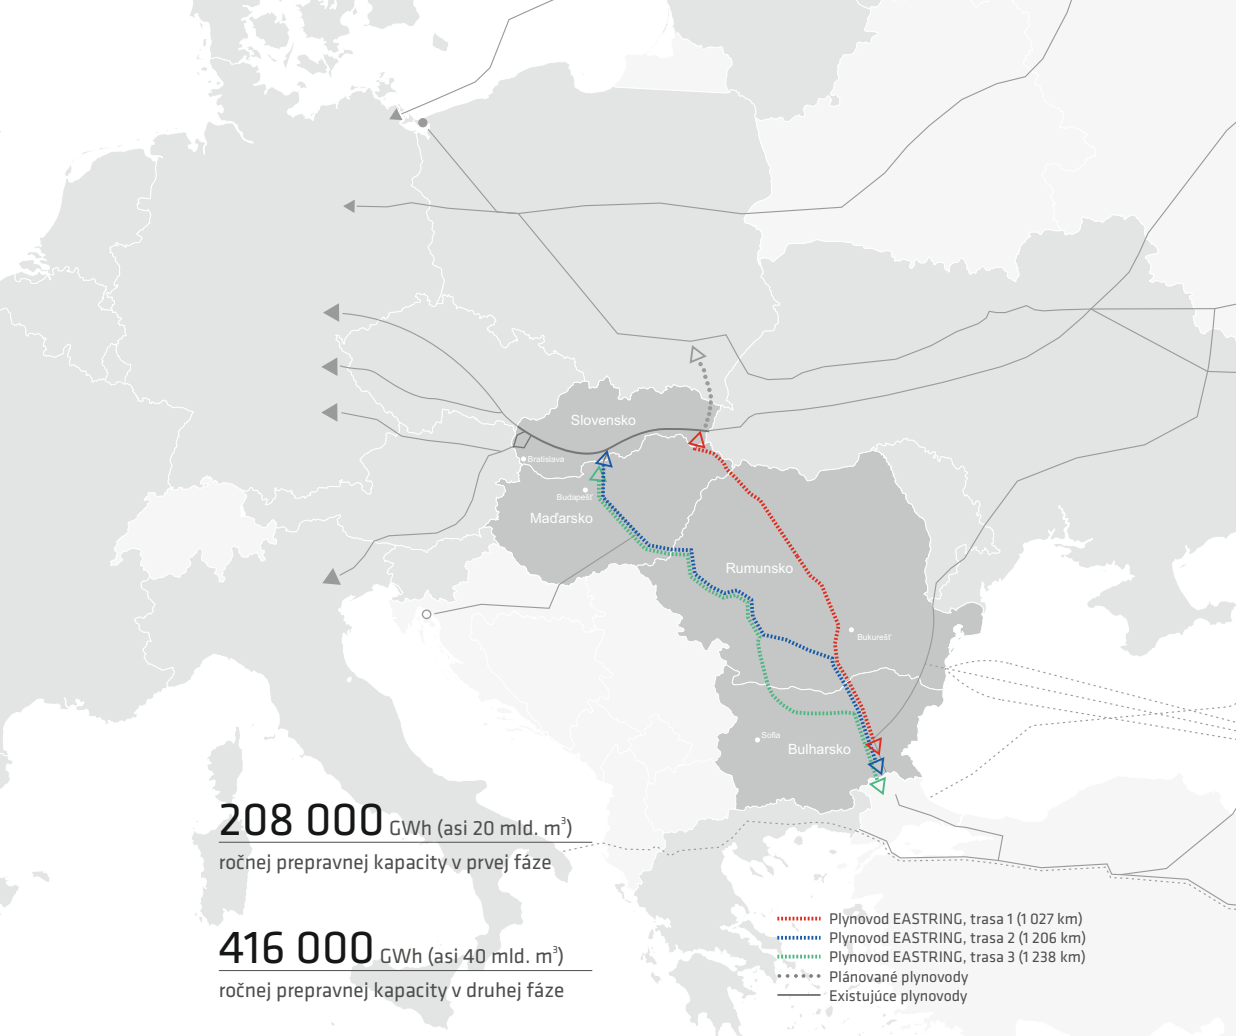 Slovensko
Bratislava
Budapešť
Maďarsko
Rumunsko
Bukurešť
Sofia
Bulharsko
208 000 GWh (asi 20 mld. m³)
ročnej prepravnej kapacity v prvej fáze
416 000 GWh (asi 40 mld. m³)
ročnej prepravnej kapacity v druhej fáze
Plynovod EASTRING, trasa 1 (1 027 km)
Plynovod EASTRING, trasa 2 (1 206 km)
Plynovod EASTRING, trasa 3 (1 238 km)
Plánované plynovody
Existujúce plynovody